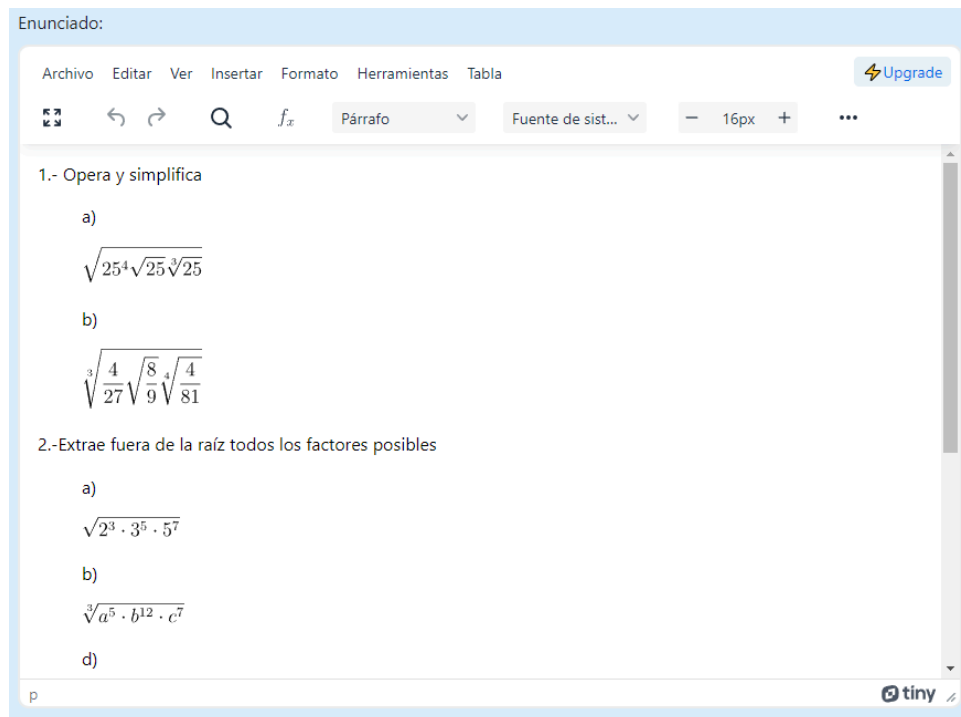 Enunciado:
Archivo Editar Ver Insertar Formato Herramientas Tabla ⚡Upgrade
fx Párrafo Fuente de sist... − 16px + •••
1.- Opera y simplifica
a)
√(25⁴√25 ∛25)
b)
∛(4/27 √(8/9) ∜(4/81))
2.-Extrae fuera de la raíz todos los factores posibles
a)
√(2³ · 3⁵ · 5⁷)
b)
∛(a⁵ · b¹² · c⁷)
d)
p tiny